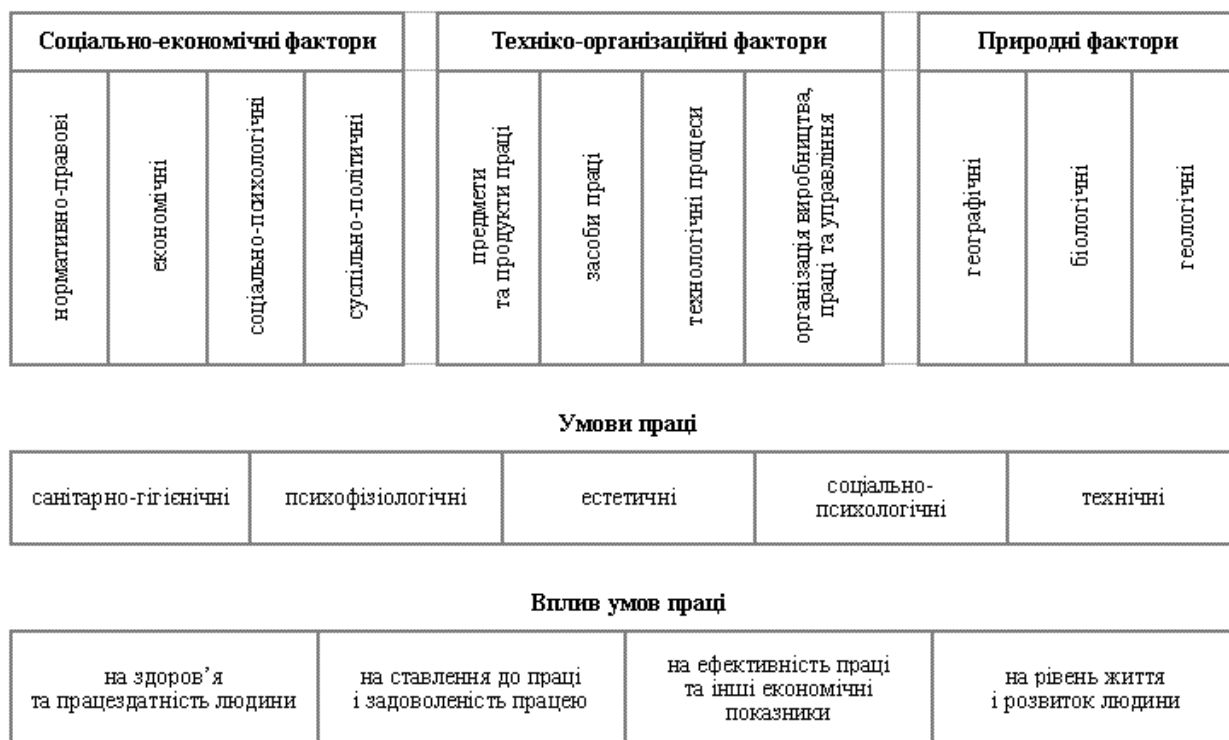 Соціально-економічні фактори
Техніко-організаційні фактори
Природні фактори
нормативно-правові
економічні
соціально-психологічні
суспільно-політичні
предмети
та продукти праці
засоби праці
технологічні процеси
організація виробництва,
праці та управління
географічні
біологічні
геологічні
Умови праці
санітарно-гігієнічні
психофізіологічні
естетичні
соціально-
психологічні
технічні
Вплив умов праці
на здоров’я
та працездатність людини
на ставлення до праці
і задоволеність працею
на ефективність праці
та інші економічні
показники
на рівень життя
і розвиток людини